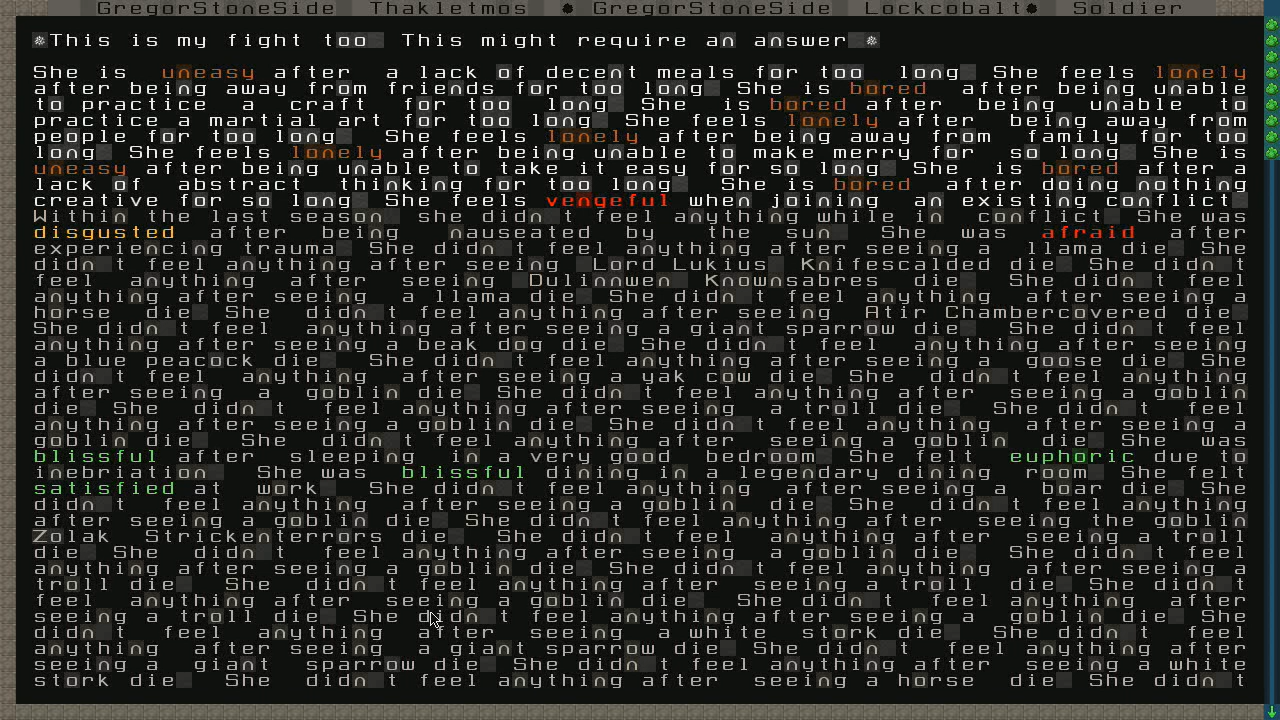 GregorStoneSide Thakletmos GregorStoneSide Lockcobalt Soldier
This is my fight too This might require an answer
She is uneasy after a lack of decent meals for too long She feels lonely
after being away from friends for too long She is bored after being unable
to practice a craft for too long She is bored after being unable to
practice a martial art for too long She feels lonely after being away from
people for too long She feels lonely after being away from family for too
long She feels lonely after being unable to make merry for so long She is
uneasy after being unable to take it easy for so long She is bored after a
lack of abstract thinking for too long She is bored after doing nothing
creative for so long She feels vengeful when joining an existing conflict
Within the last season she didn t feel anything while in conflict She was
disgusted after being nauseated by the sun She was afraid after
experiencing trauma She didn t feel anything after seeing a llama die She
didn t feel anything after seeing Lord Lukius Knifescalded die She didn t
feel anything after seeing Dulinnwen Knownsabres die She didn t feel
anything after seeing a llama die She didn t feel anything after seeing a
horse die She didn t feel anything after seeing Atir Chambercovered die
She didn t feel anything after seeing a giant sparrow die She didn t feel
anything after seeing a beak dog die She didn t feel anything after seeing
a blue peacock die She didn t feel anything after seeing a goose die She
didn t feel anything after seeing a yak cow die She didn t feel anything
after seeing a goblin die She didn t feel anything after seeing a goblin
die She didn t feel anything after seeing a troll die She didn t feel
anything after seeing a goblin die She didn t feel anything after seeing a
goblin die She didn t feel anything after seeing a goblin die She was
blissful after sleeping in a very good bedroom She felt euphoric due to
inebriation She was blissful dining in a legendary dining room She felt
satisfied at work She didn t feel anything after seeing a boar die She
didn t feel anything after seeing a goblin die She didn t feel anything
after seeing a goblin die She didn t feel anything after seeing the goblin
Zolak Strickenterrors die She didn t feel anything after seeing a troll
die She didn t feel anything after seeing a goblin die She didn t feel
anything after seeing a goblin die She didn t feel anything after seeing a
troll die She didn t feel anything after seeing a troll die She didn t
feel anything after seeing a goblin die She didn t feel anything after
seeing a troll die She didn t feel anything after seeing a goblin die She
didn t feel anything after seeing a white stork die She didn t feel
anything after seeing a giant sparrow die She didn t feel anything after
seeing a giant sparrow die She didn t feel anything after seeing a white
stork die She didn t feel anything after seeing a horse die She didn t